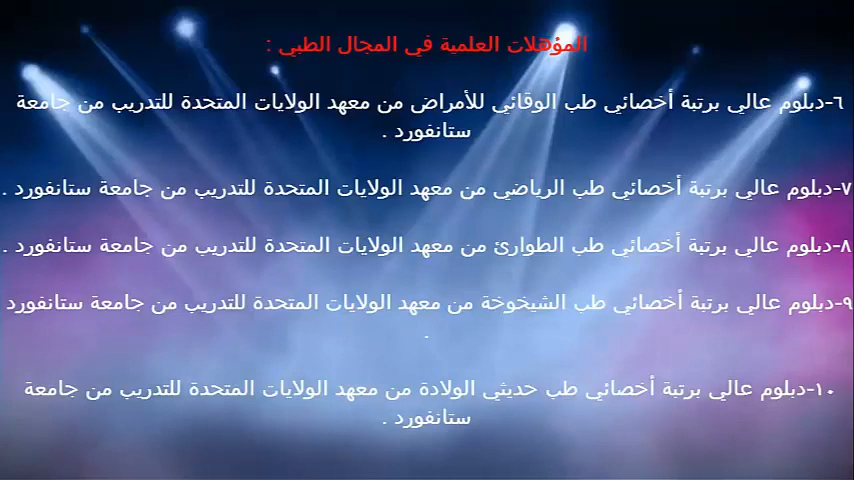 المؤهلات العلمية في المجال الطبي :
٦-دبلوم عالي برتبة أخصائي طب الوقائي للأمراض من معهد الولايات المتحدة للتدريب من جامعة
ستانفورد .
٧-دبلوم عالي برتبة أخصائي طب الرياضي من معهد الولايات المتحدة للتدريب من جامعة ستانفورد .
٨-دبلوم عالي برتبة أخصائي طب الطوارئ من معهد الولايات المتحدة للتدريب من جامعة ستانفورد .
٩-دبلوم عالي برتبة أخصائي طب الشيخوخة من معهد الولايات المتحدة للتدريب من جامعة ستانفورد
.
١٠-دبلوم عالي برتبة أخصائي طب حديثي الولادة من معهد الولايات المتحدة للتدريب من جامعة
ستانفورد .